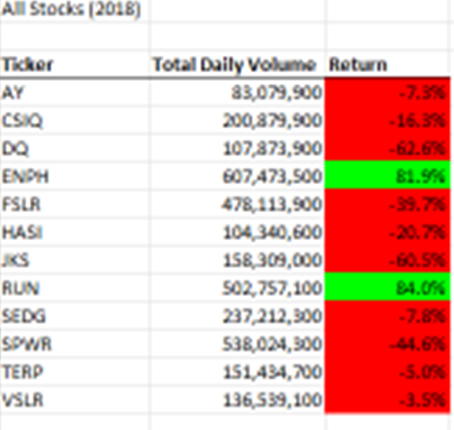 All Stocks (2018)
Ticker Total Daily Volume Return
AY 83,079,900 -7.3%
CSIQ 200,879,900 -16.3%
DQ 107,873,900 -62.6%
ENPH 607,473,500 81.9%
FSLR 478,113,900 -39.7%
HASI 104,340,600 -20.7%
JKS 158,309,000 -60.5%
RUN 502,757,100 84.0%
SEDG 237,212,300 -7.8%
SPWR 538,024,300 -44.6%
TERP 151,434,700 -5.0%
VSLR 136,539,100 -3.5%